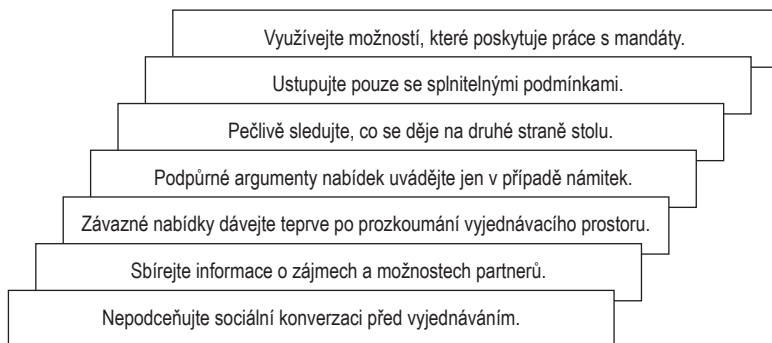 Využívejte možností, které poskytuje práce s mandáty.
Ustupujte pouze se splnitelnými podmínkami.
Pečlivě sledujte, co se děje na druhé straně stolu.
Podpůrné argumenty nabídek uvádějte jen v případě námitek.
Závazné nabídky dávejte teprve po prozkoumání vyjednávacího prostoru.
Sbírejte informace o zájmech a možnostech partnerů.
Nepodceňujte sociální konverzaci před vyjednáváním.